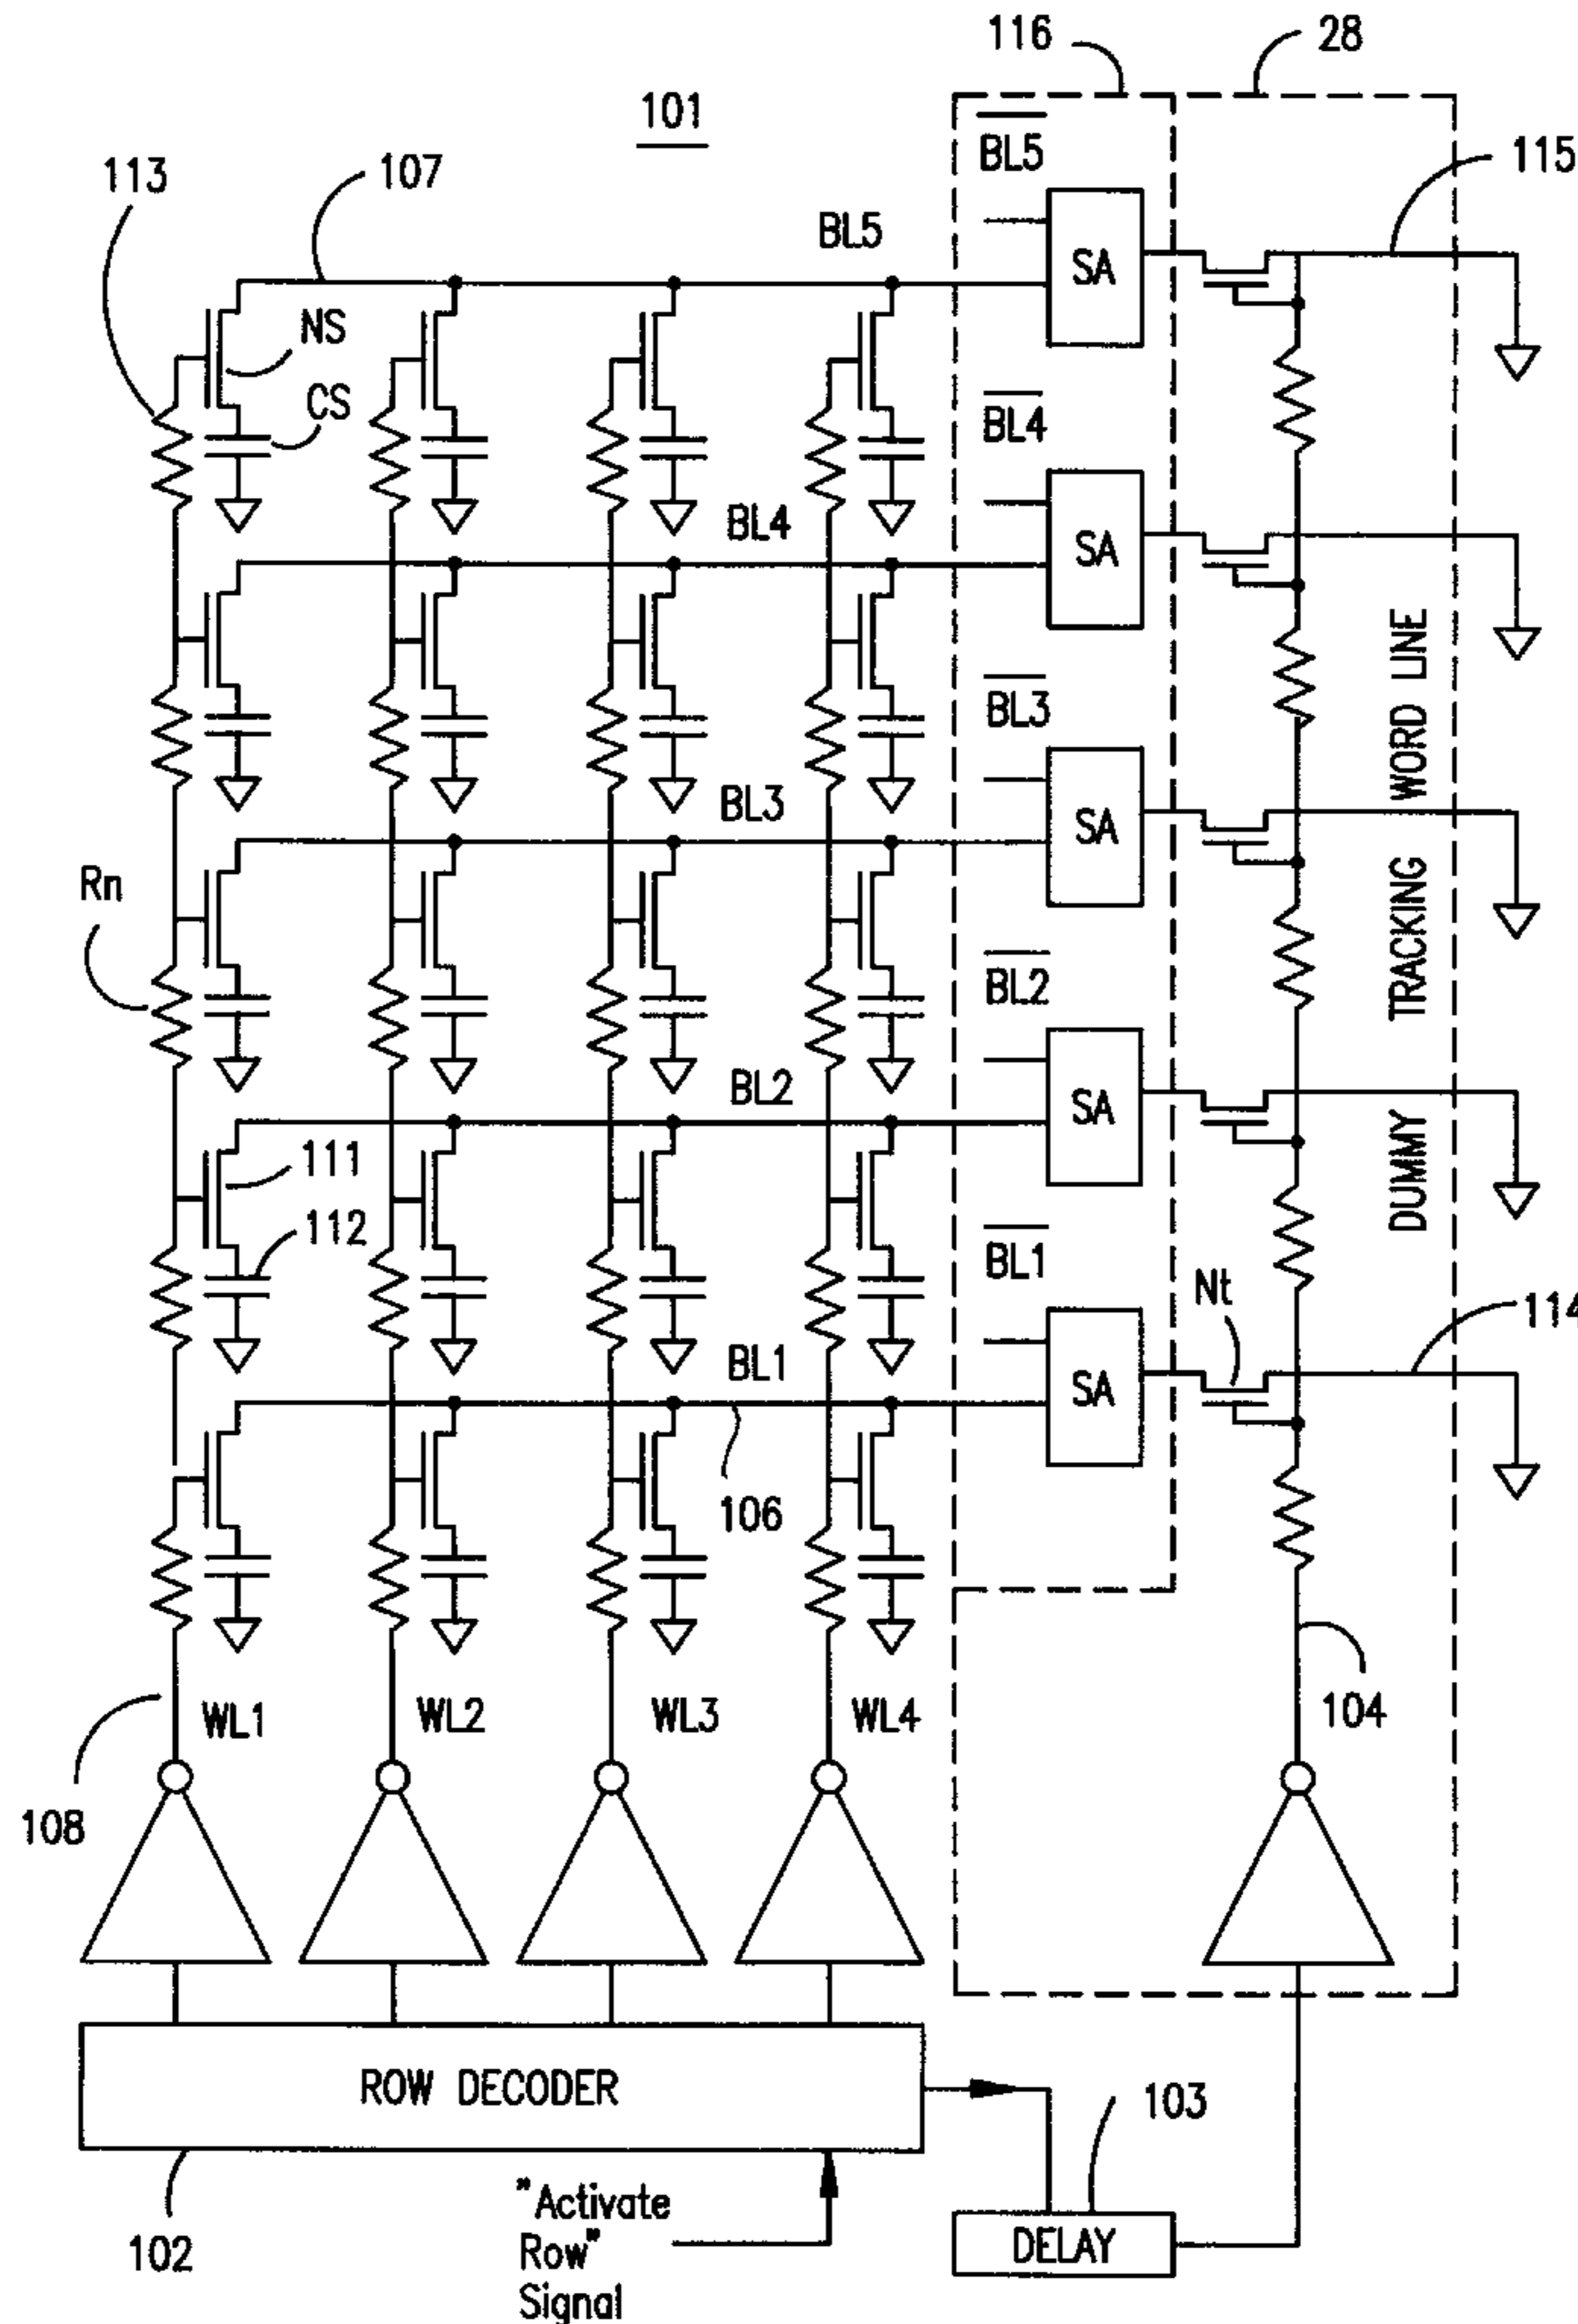 116
28
101
BL5
115
113
107
BL5
SA
NS
CS
BL4
BL4
SA
WORD LINE
BL3
BL3
SA
Rn
TRACKING
BL2
BL2
SA
111
DUMMY
112
BL1
Nt
114
BL1
SA
106
104
WL1
WL2
WL3
WL4
108
ROW DECODER
103
"Activate
Row"
Signal
102
DELAY